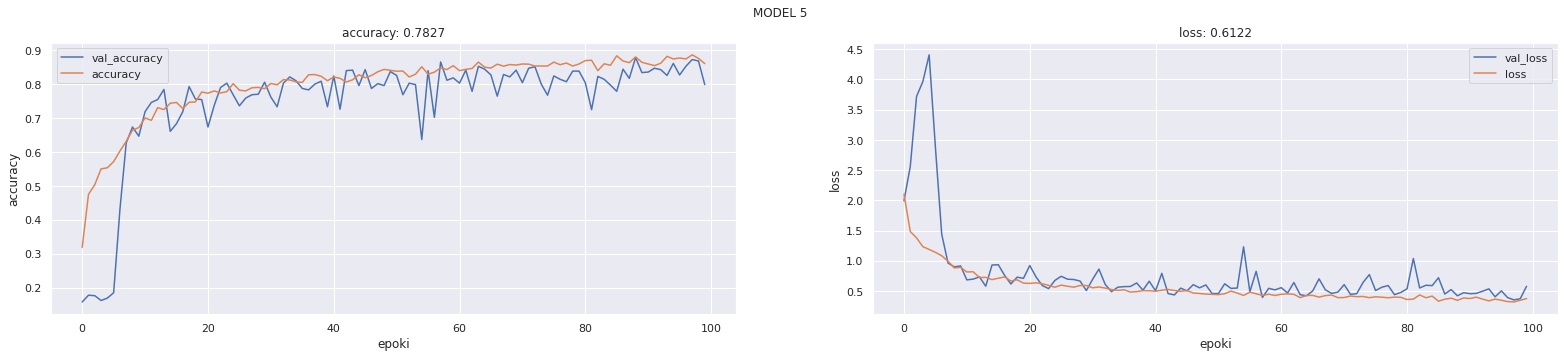 MODEL 5
accuracy: 0.7827
val_accuracy
accuracy
accuracy
0.9
0.8
0.7
0.6
0.5
0.4
0.3
0.2
0 20 40 60 80 100
epoki
loss: 0.6122
val_loss
loss
loss
4.5
4.0
3.5
3.0
2.5
2.0
1.5
1.0
0.5
0 20 40 60 80 100
epoki